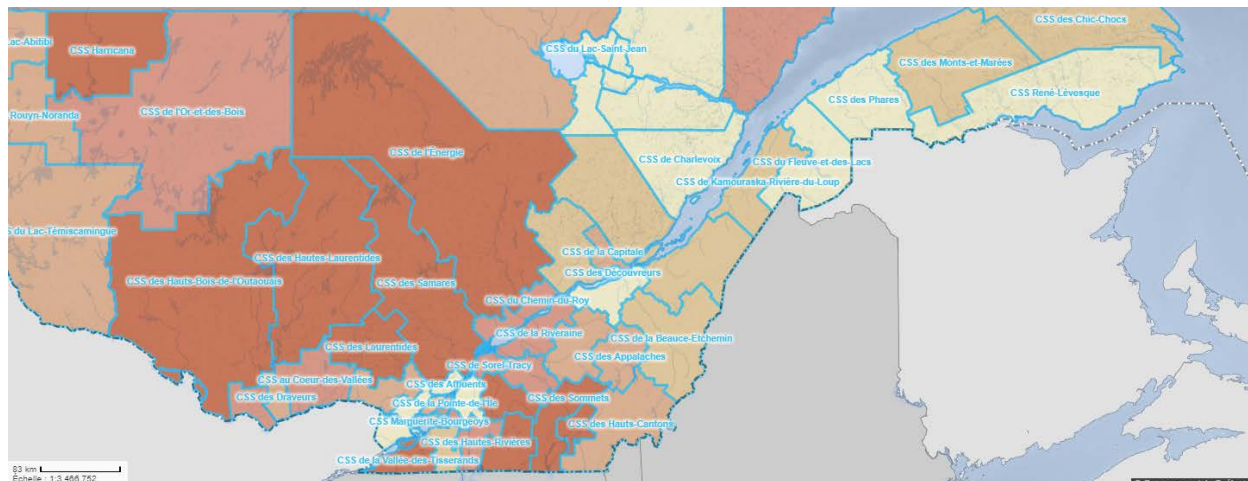 CSS des Chic-Chocs
Lac-Abitibi
CSS Harricana
CSS du Lac-Saint-Jean
CSS des Monts-et-Marées
CSS René-Lévesque
CSS des Phares
Rouyn-Noranda
CSS de l'Or-et-des-Bois
CSS de l'Énergie
CSS de Charlevoix
CSS du Fleuve-et-des-Lacs
CSS de Kamouraska-Rivière-du-Loup
du Lac-Témiscamingue
CSS des Hautes-Laurentides
CSS de la Capitale
CSS des Hauts-Bois-de-l'Outaouais
CSS des Samares
CSS des Découvreurs
CSS du Chemin-du-Roy
CSS de la Riveraine
CSS de la Beauce-Etchemin
CSS des Laurentides
CSS des Appalaches
CSS de Sorel-Tracy
CSS au Coeur-des-Vallées
CSS des Affluents
CSS des Draveurs
CSS de la Pointe-de-l'Île
CSS des Sommets
CSS Marguerite-Bourgeoys
CSS des Hauts-Cantons
CSS des Hautes-Rivières
CSS de la Vallée-des-Tisserands
83 km
Échelle : 1:3 466 752